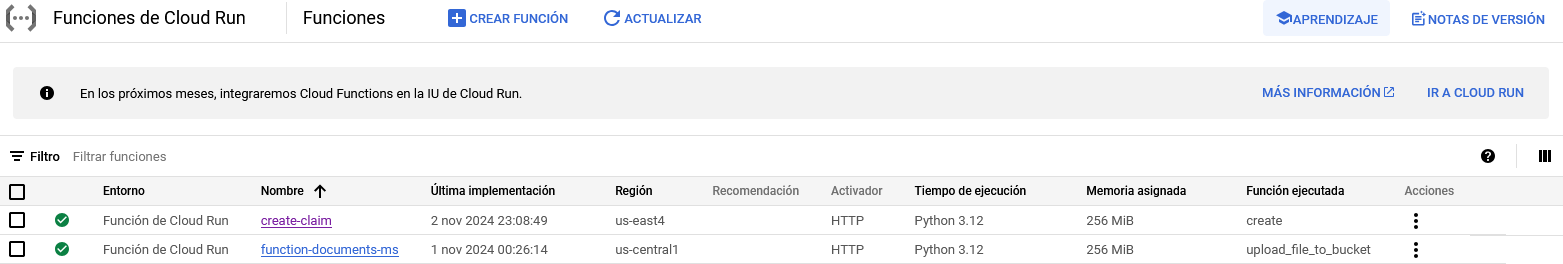 Funciones de Cloud Run Funciones CREAR FUNCIÓN ACTUALIZAR APRENDIZAJE NOTAS DE VERSIÓN
En los próximos meses, integraremos Cloud Functions en la IU de Cloud Run. MÁS INFORMACIÓN IR A CLOUD RUN
Filtro Filtrar funciones
Entorno Nombre Última implementación Región Recomendación Activador Tiempo de ejecución Memoria asignada Función ejecutada Acciones
Función de Cloud Run create-claim 2 nov 2024 23:08:49 us-east4 HTTP Python 3.12 256 MiB create
Función de Cloud Run function-documents-ms 1 nov 2024 00:26:14 us-central1 HTTP Python 3.12 256 MiB upload_file_to_bucket